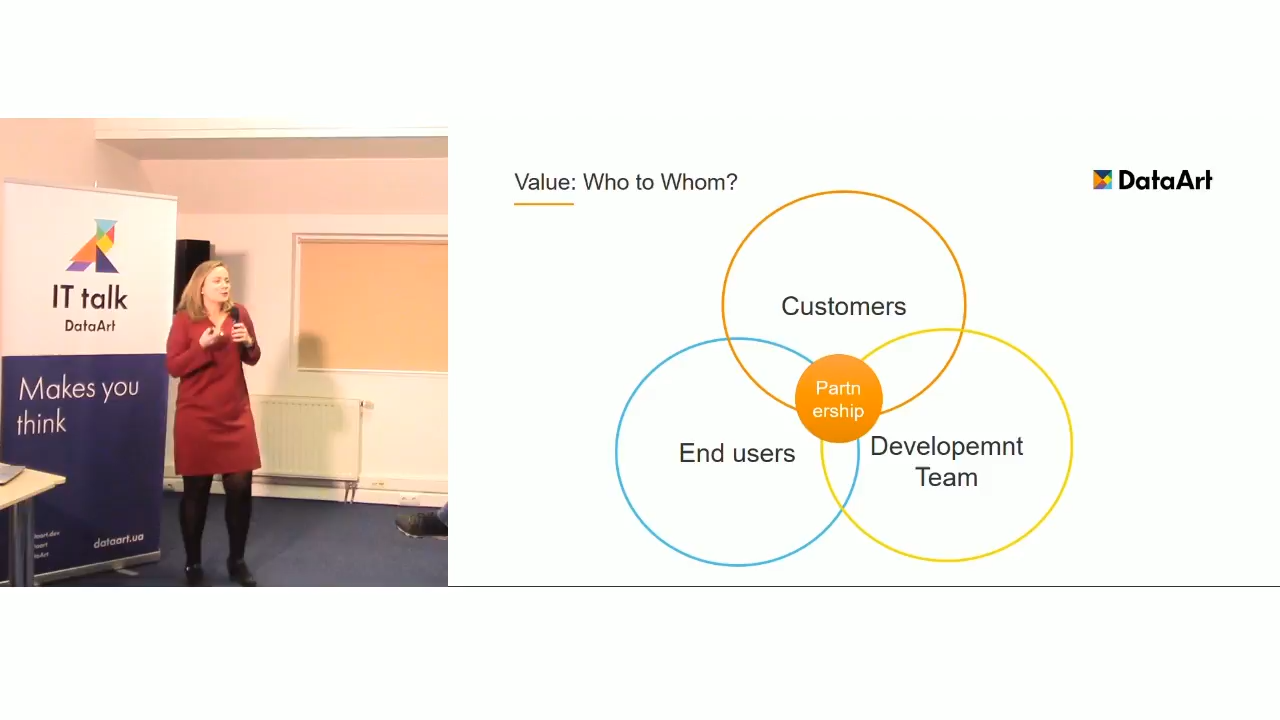 IT talk
DataArt
Makes you
think
dataart.ua
Value: Who to Whom?
DataArt
Customers
Partn
ership
End users
Developemnt
Team